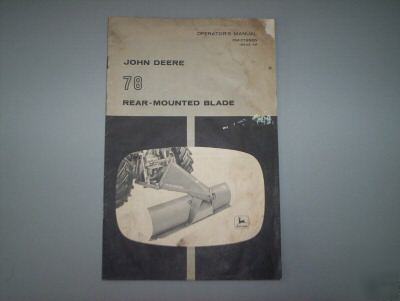 OPERATOR'S MANUAL
JOHN DEERE
78
REAR-MOUNTED BLADE